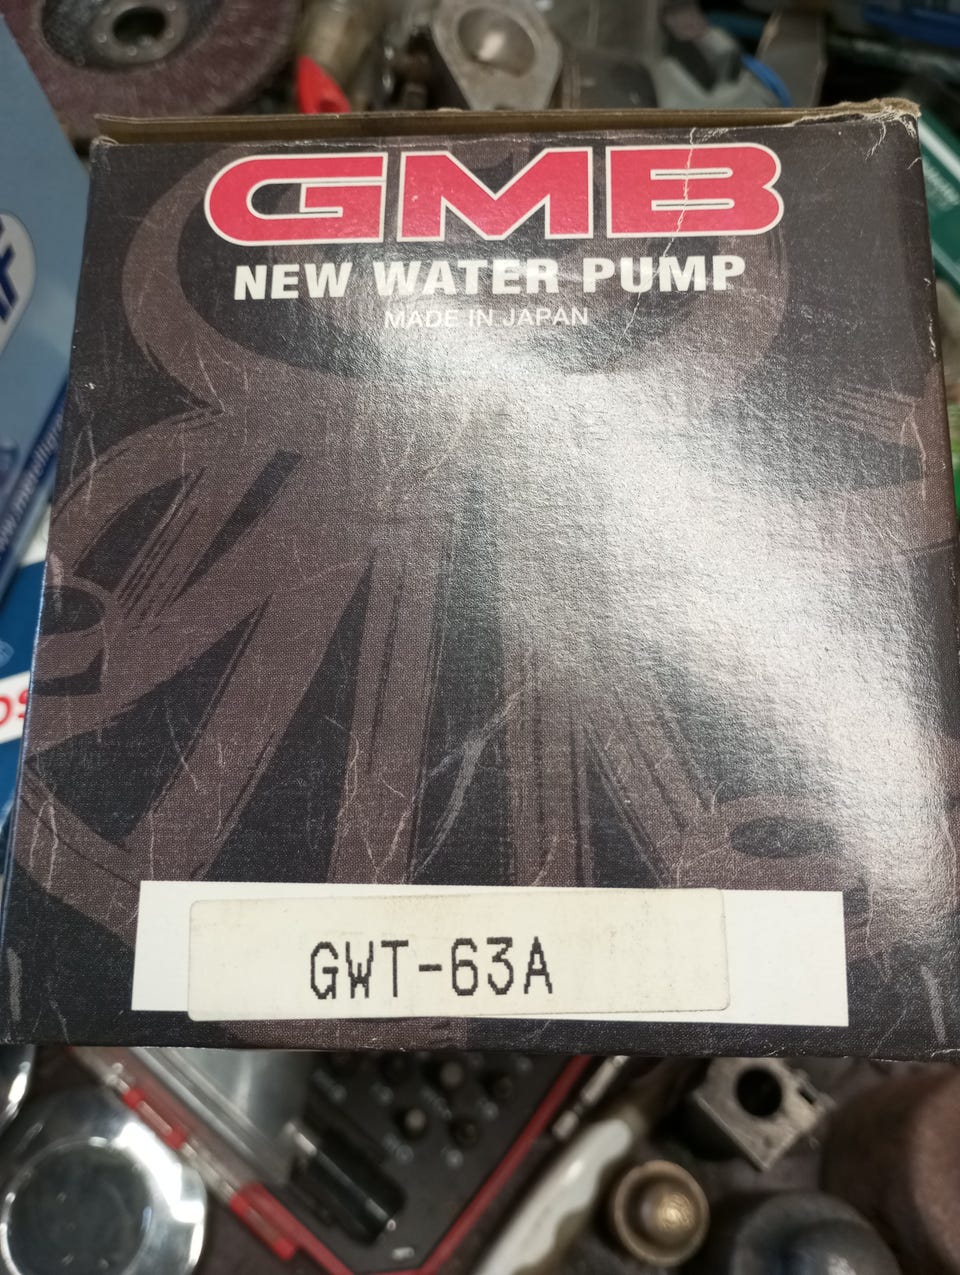 GMB
NEW WATER PUMP
MADE IN JAPAN
GWT-63A